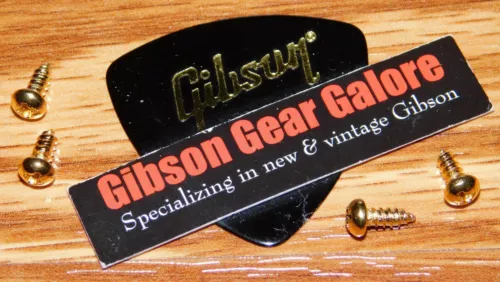 Gibson
Gibson Gear Galore
Specializing in new & vintage Gibson